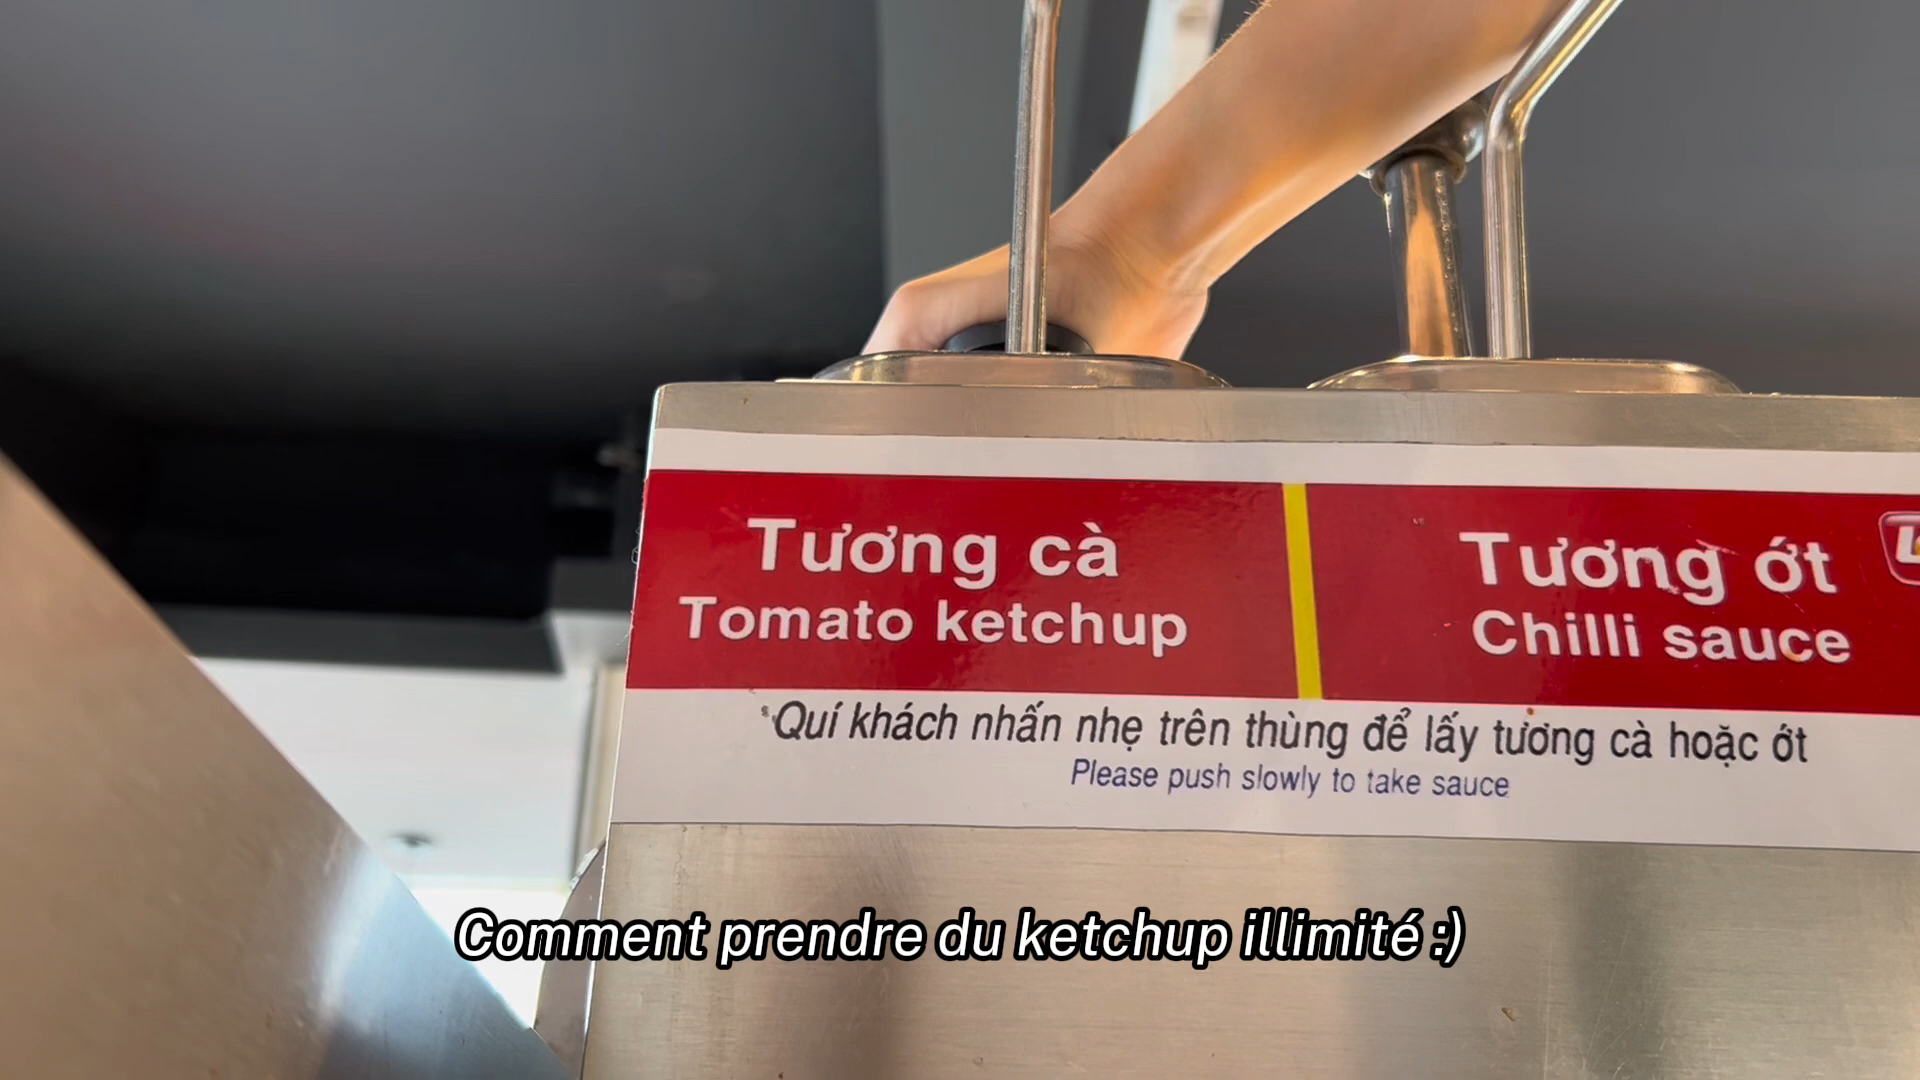 Tương cà
Tomato ketchup
Tương ớt
Chilli sauce
*Quí khách nhấn nhẹ trên thùng để lấy tương cà hoặc ớt
Please push slowly to take sauce
Comment prendre du ketchup illimité :)